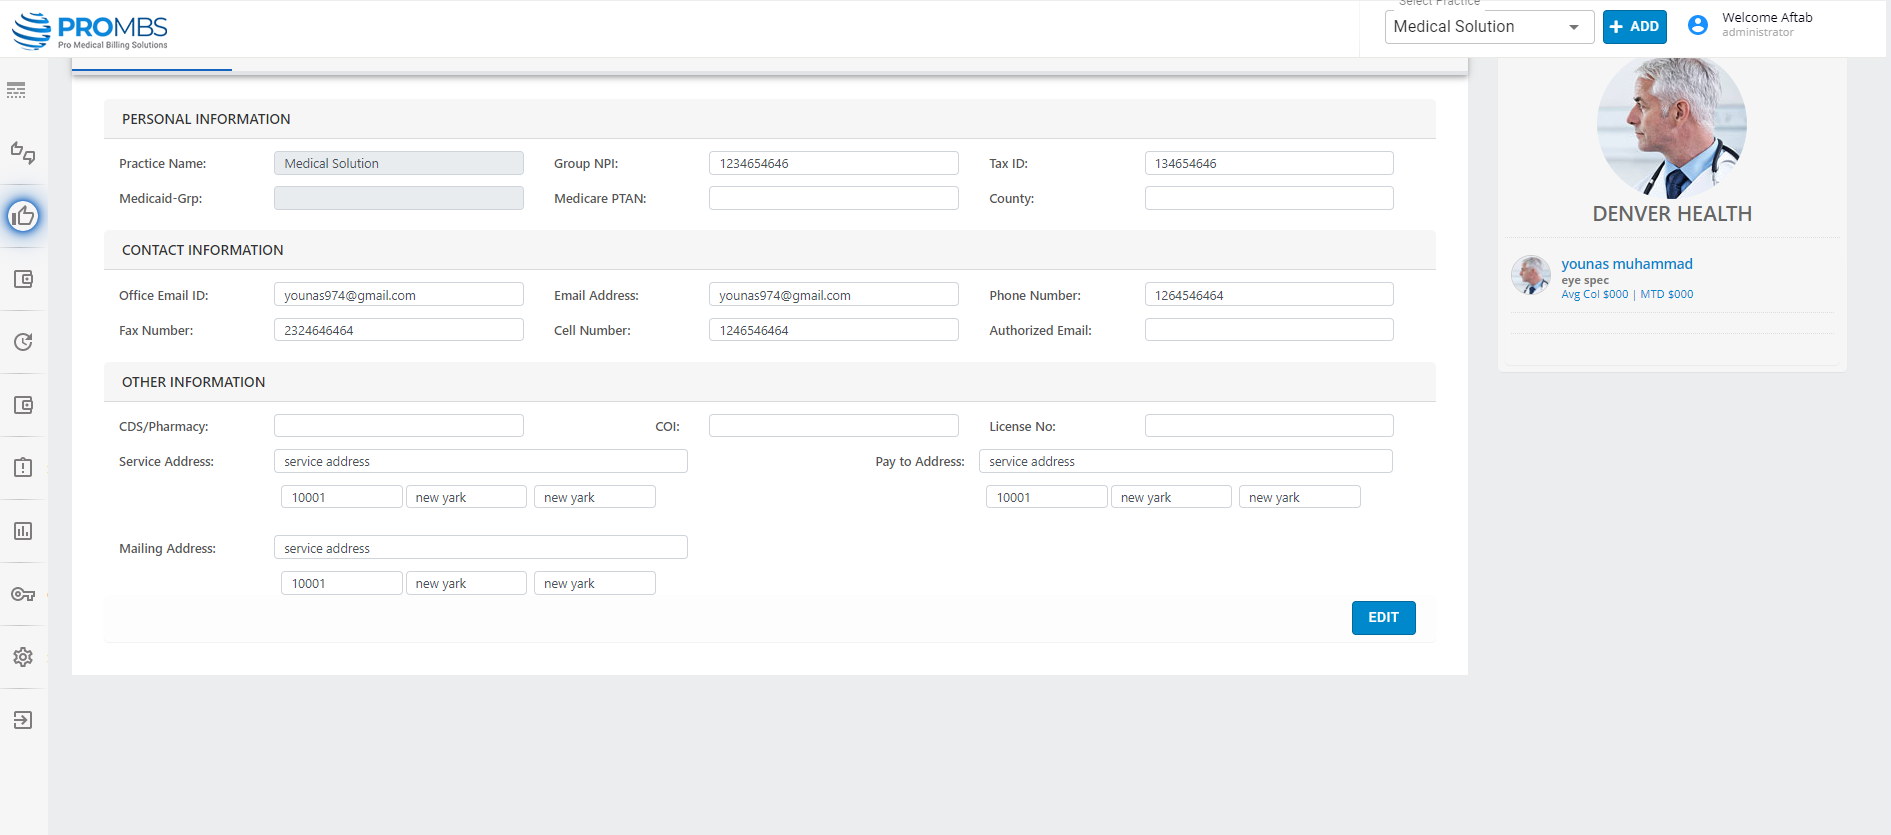 PROMBS
Pro Medical Billing Solutions
Select Practice
Medical Solution
+ ADD
Welcome Aftab
administrator
PERSONAL INFORMATION
Practice Name: Medical Solution Group NPI: 1234654646 Tax ID: 134654646
Medicaid-Grp: Medicare PTAN: County:
CONTACT INFORMATION
Office Email ID: younas974@gmail.com Email Address: younas974@gmail.com Phone Number: 1264546464
Fax Number: 2324646464 Cell Number: 1246546464 Authorized Email:
OTHER INFORMATION
CDS/Pharmacy: COI: License No:
Service Address: service address Pay to Address: service address
10001 new yark new yark 10001 new yark new yark
Mailing Address: service address
10001 new yark new yark
EDIT
DENVER HEALTH
younas muhammad
eye spec
Avg Col $000 | MTD $000